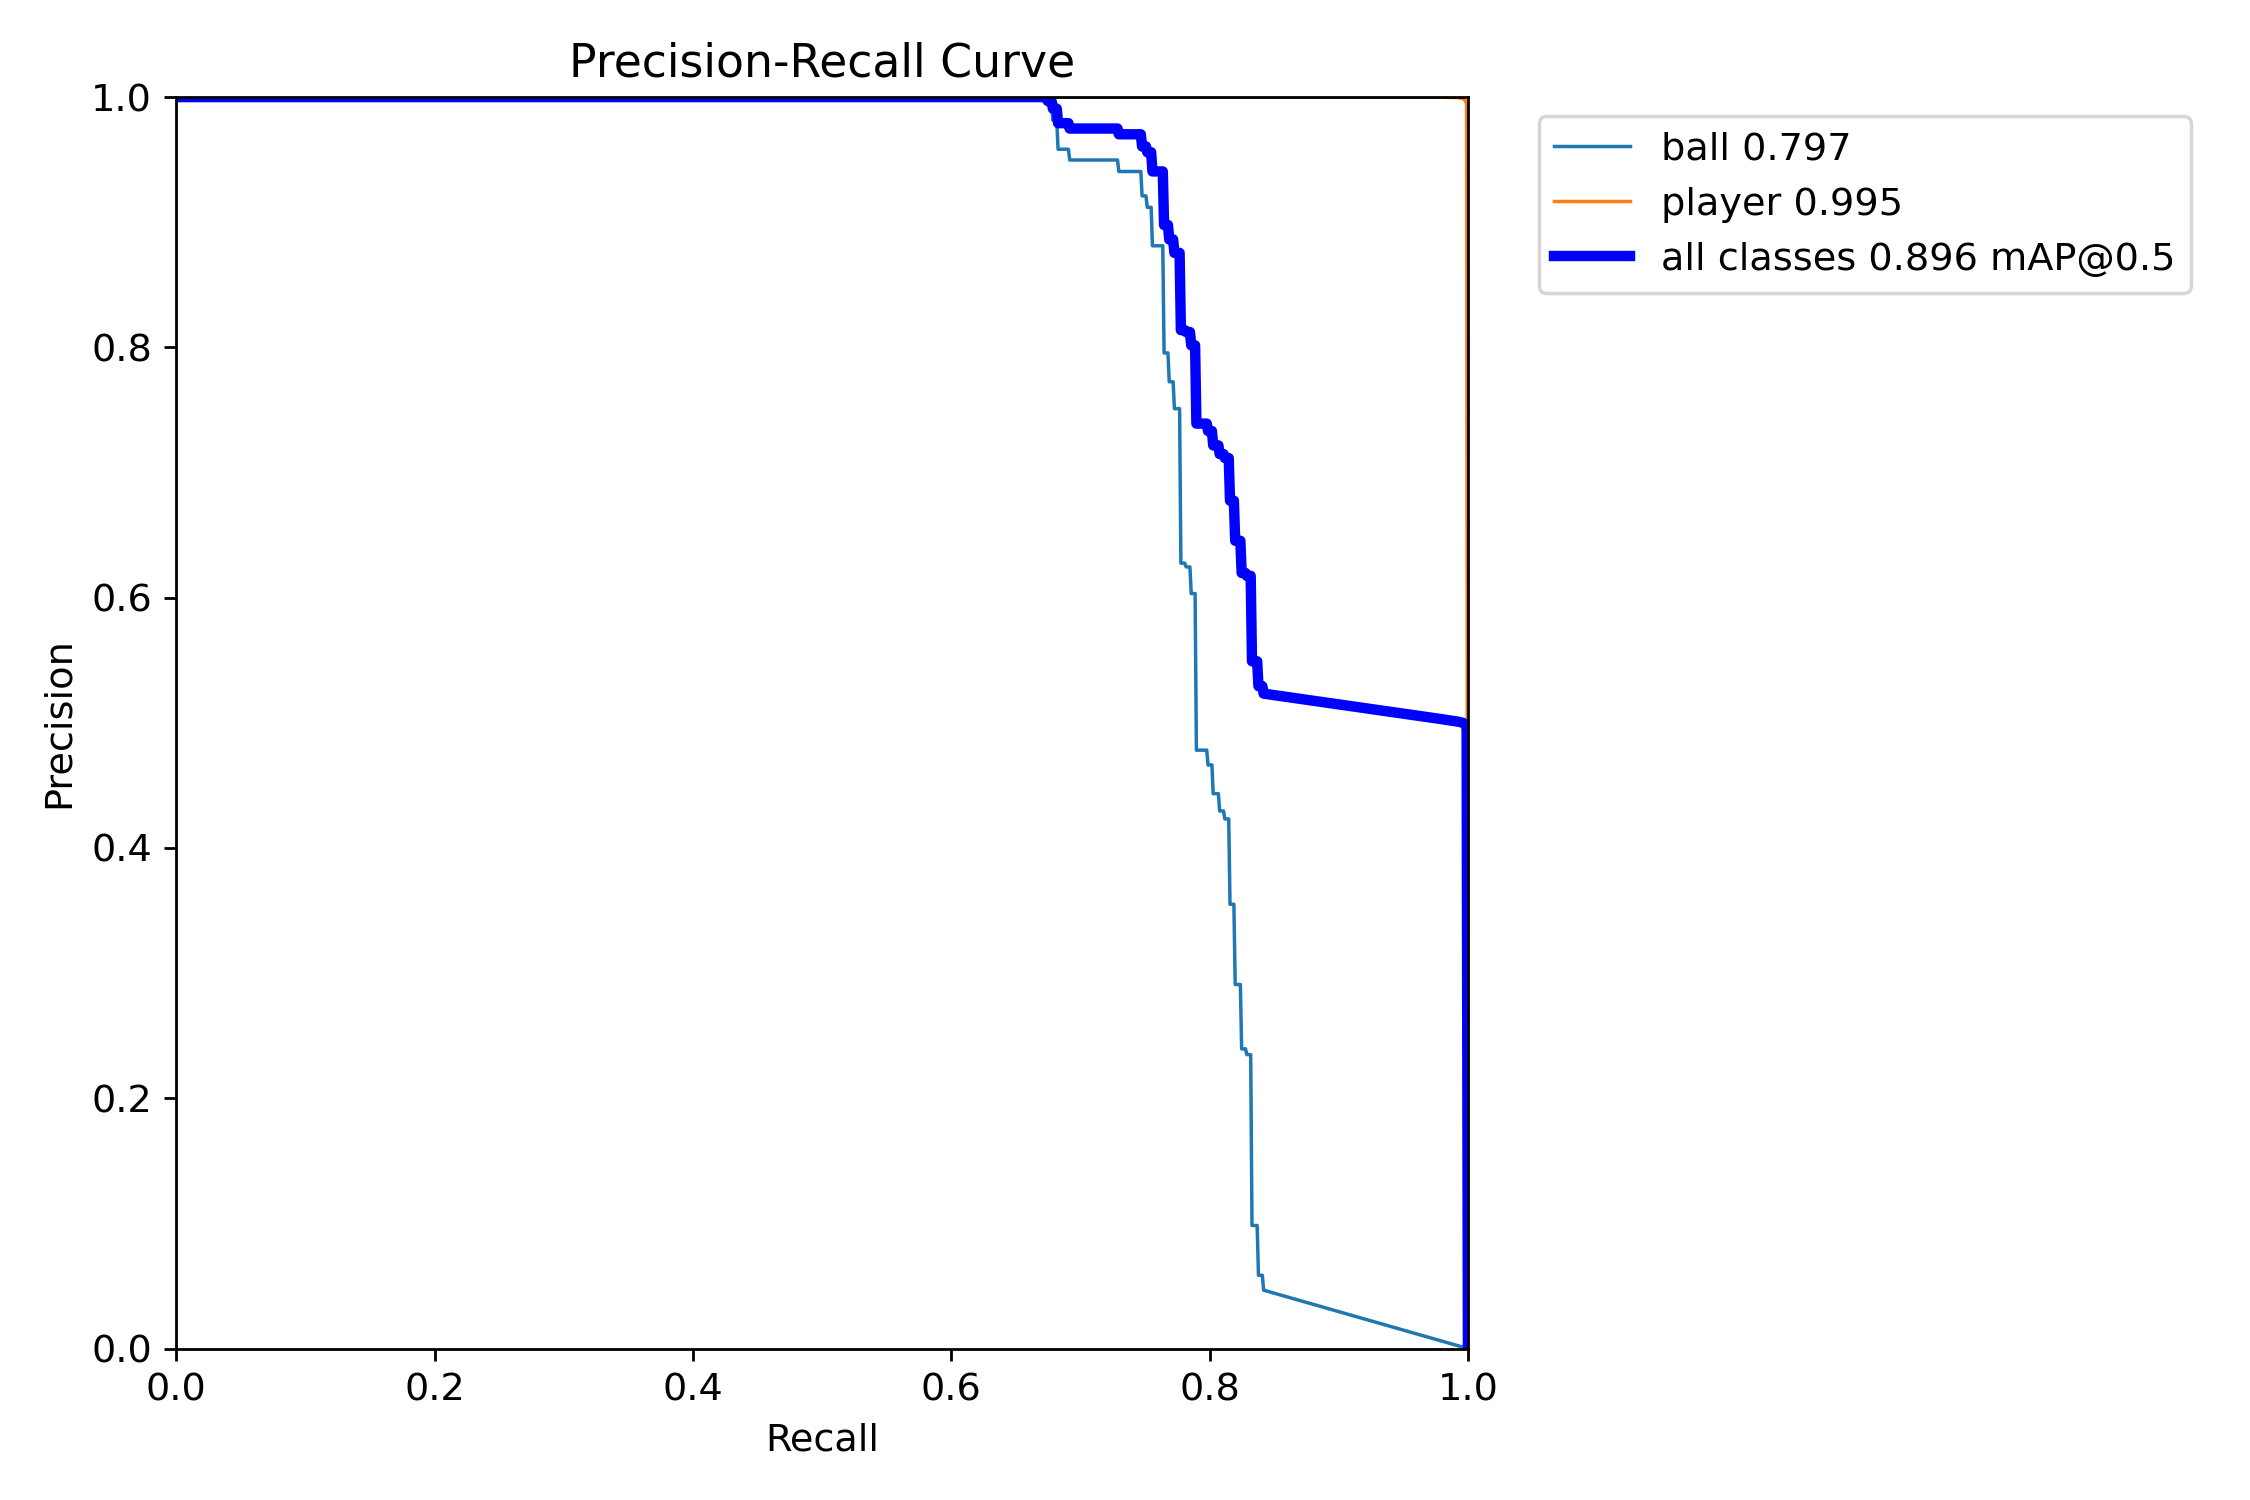 Precision-Recall Curve
1.0
0.8
0.6
0.4
0.2
0.0
Precision
0.0 0.2 0.4 0.6 0.8 1.0
Recall
ball 0.797
player 0.995
all classes 0.896 mAP@0.5